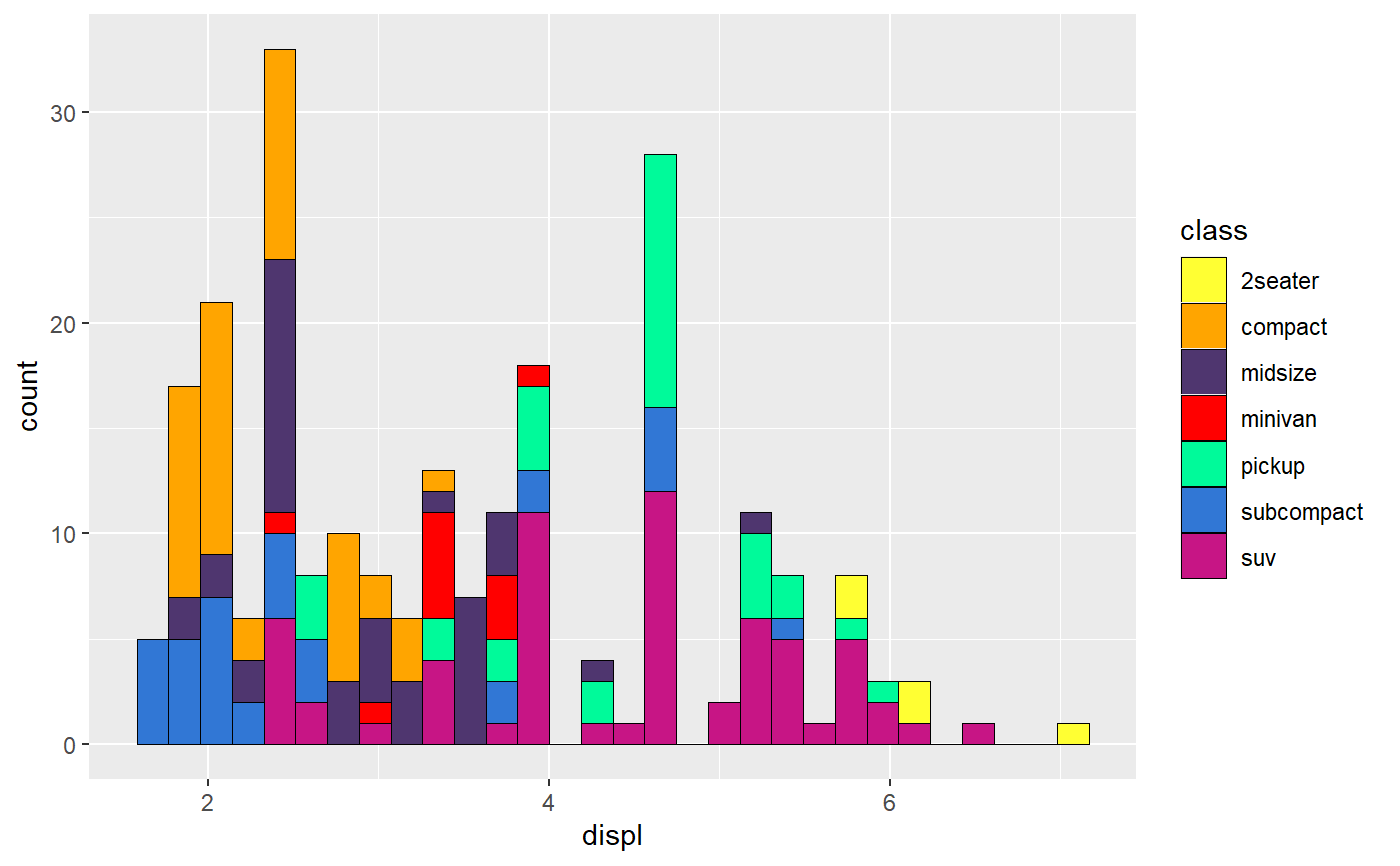 30
20
10
0
count
2 4 6
displ
class
2seater
compact
midsize
minivan
pickup
subcompact
suv